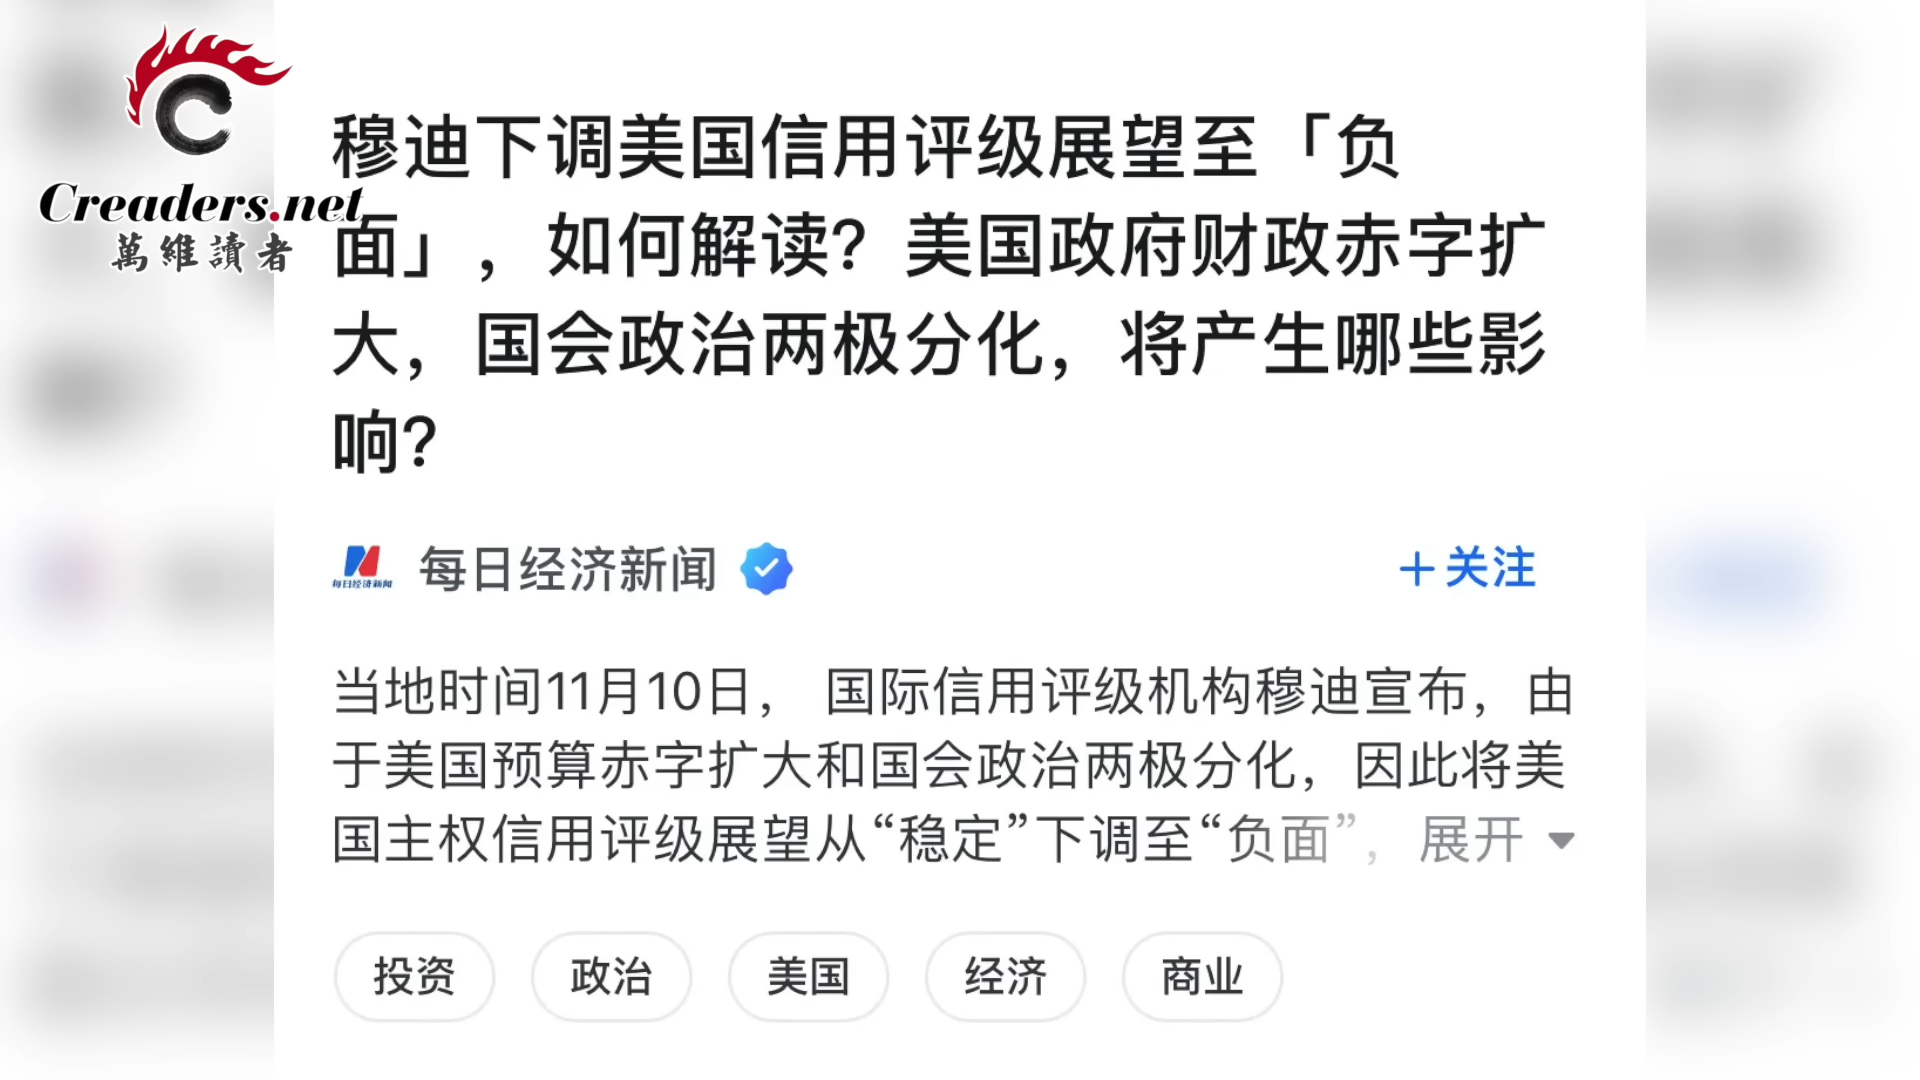 Creaders.net
萬維讀者
穆迪下调美国信用评级展望至「负
面」，如何解读？美国政府财政赤字扩
大，国会政治两极分化，将产生哪些影
响？
每日经济新闻
每日经济新闻
+关注
当地时间11月10日， 国际信用评级机构穆迪宣布，由
于美国预算赤字扩大和国会政治两极分化，因此将美
国主权信用评级展望从“稳定”下调至“负面”， 展开
投资 政治 美国 经济 商业